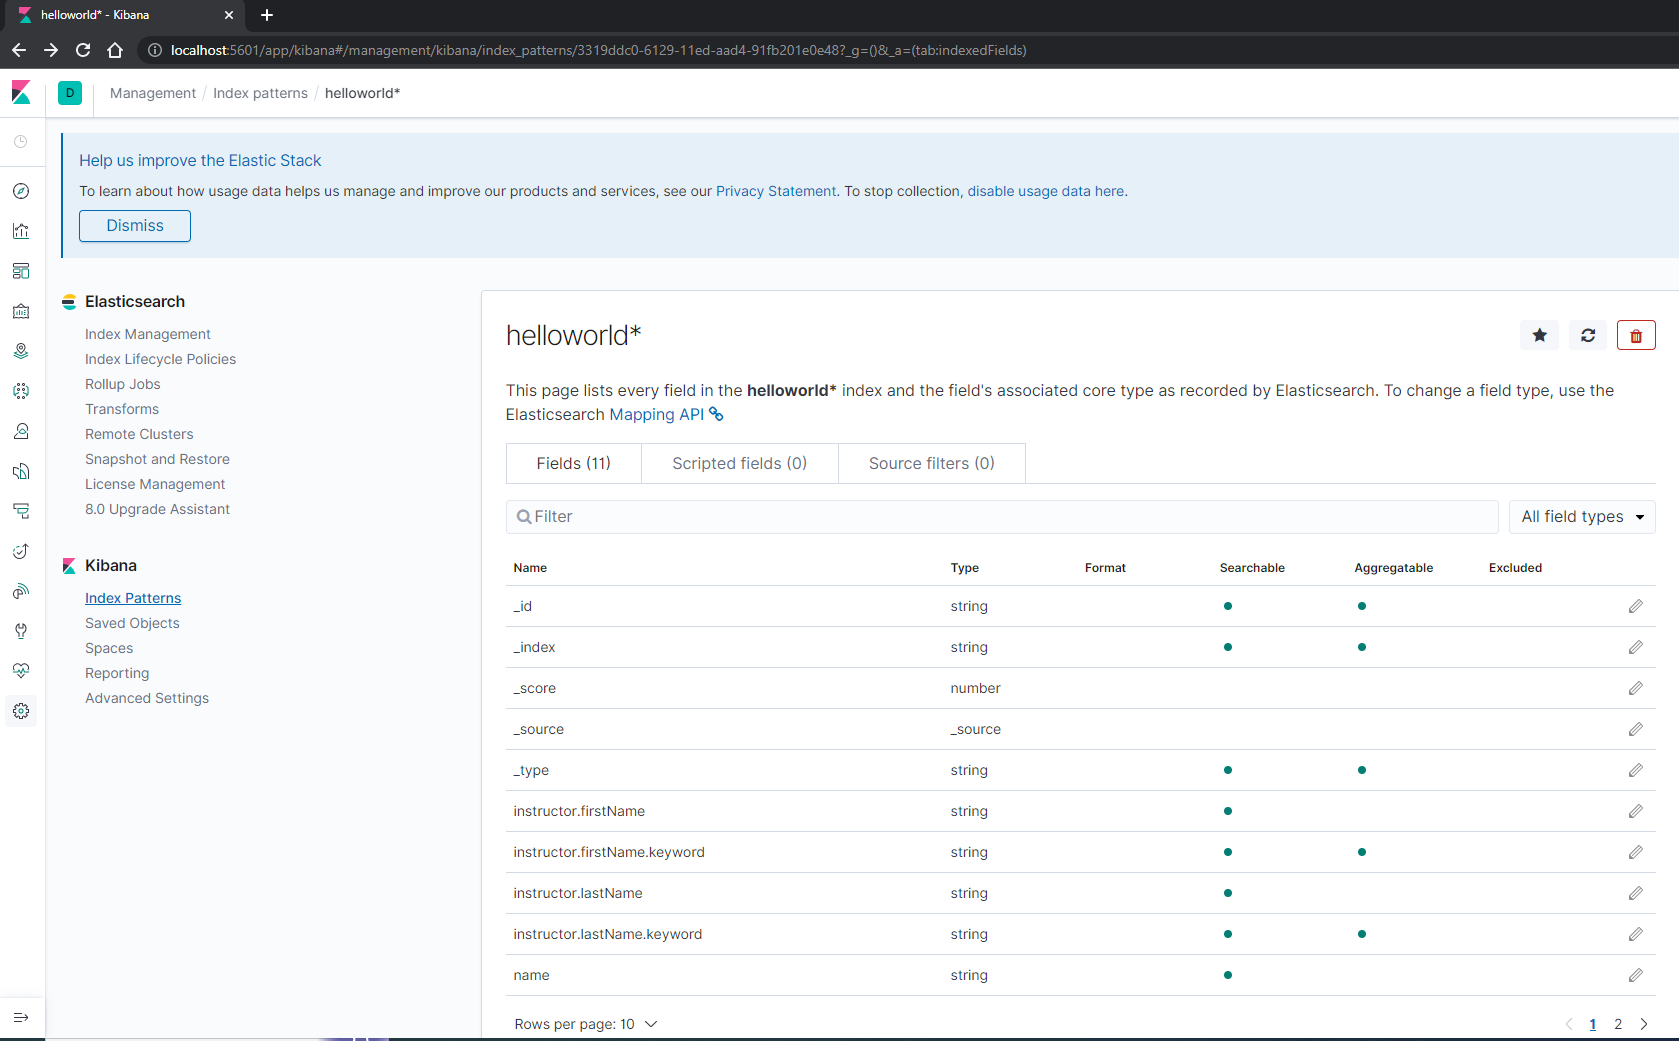 helloworld* - Kibana
localhost:5601/app/kibana#/management/kibana/index_patterns/3319ddc0-6129-11ed-aad4-91fb201e0e48?_g=()&_a=(tab:indexedFields)
D Management / Index patterns / helloworld*
Help us improve the Elastic Stack
To learn about how usage data helps us manage and improve our products and services, see our Privacy Statement. To stop collection, disable usage data here.
Dismiss
Elasticsearch
Index Management
Index Lifecycle Policies
Rollup Jobs
Transforms
Remote Clusters
Snapshot and Restore
License Management
8.0 Upgrade Assistant
Kibana
Index Patterns
Saved Objects
Spaces
Reporting
Advanced Settings
helloworld*
This page lists every field in the helloworld* index and the field's associated core type as recorded by Elasticsearch. To change a field type, use the
Elasticsearch Mapping API
Fields (11) Scripted fields (0) Source filters (0)
Filter All field types
Name Type Format Searchable Aggregatable Excluded
_id string
_index string
_score number
_source _source
_type string
instructor.firstName string
instructor.firstName.keyword string
instructor.lastName string
instructor.lastName.keyword string
name string
Rows per page: 10 1 2